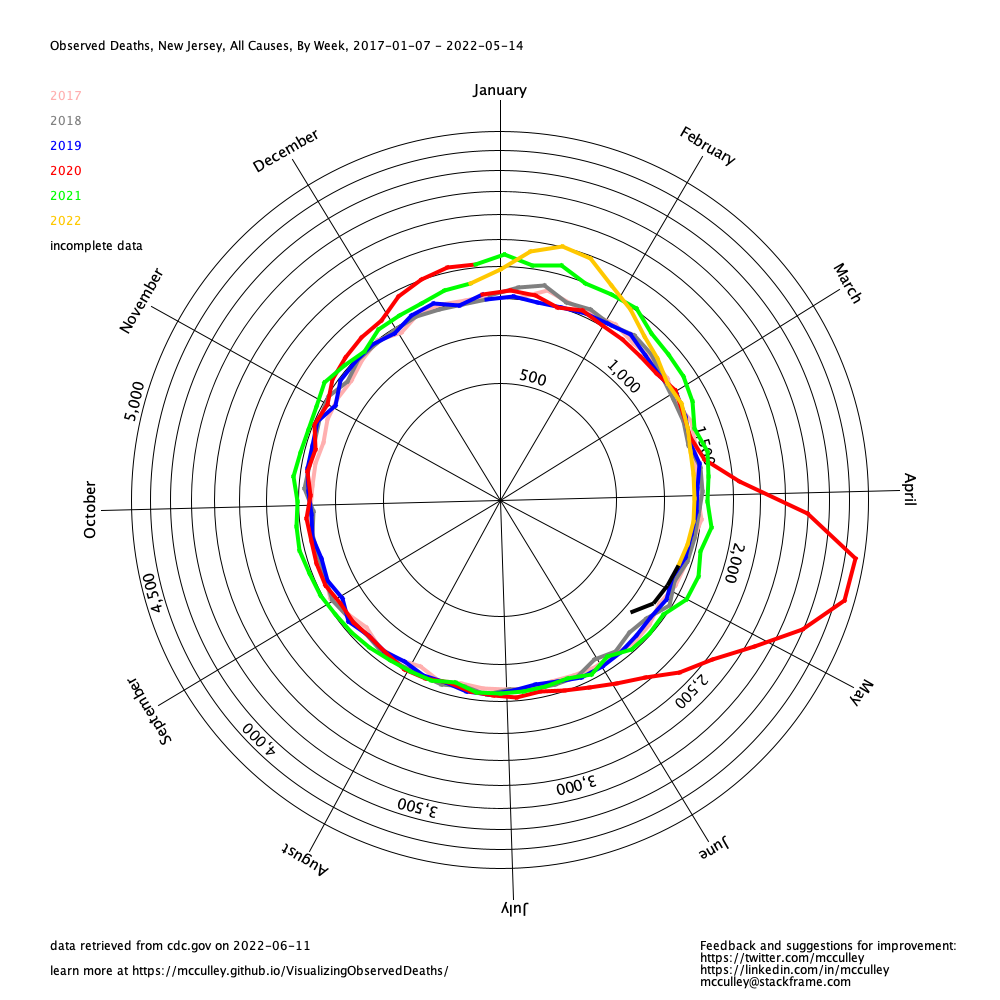 Observed Deaths, New Jersey, All Causes, By Week, 2017-01-07 - 2022-05-14
2017
2018
2019
2020
2021
2022
incomplete data
January
February
March
April
May
June
July
August
September
October
November
December
500
1,000
1,500
2,000
2,500
3,000
3,500
4,000
4,500
5,000
data retrieved from cdc.gov on 2022-06-11
learn more at https://mcculley.github.io/VisualizingObservedDeaths/
Feedback and suggestions for improvement:
https://twitter.com/mcculley
https://linkedin.com/in/mcculley
mcculley@stackframe.com